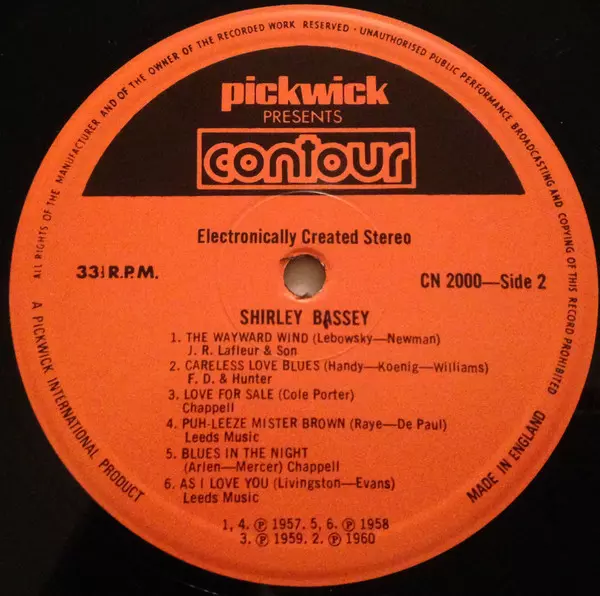 ALL RIGHTS OF THE MANUFACTURER AND OF THE OWNER OF THE RECORDED WORK RESERVED · UNAUTHORISED PUBLIC PERFORMANCE BROADCASTING AND COPYING OF THIS RECORD PROHIBITED
pickwick
PRESENTS
contour
Electronically Created Stereo
33⅓ R.P.M.
CN 2000—Side 2
SHIRLEY BASSEY
1. THE WAYWARD WIND (Lebowsky—Newman)
J. R. Lafleur & Son
2. CARELESS LOVE BLUES (Handy—Koenig—Williams)
F. D. & Hunter
3. LOVE FOR SALE (Cole Porter)
Chappell
4. PUH-LEEZE MISTER BROWN (Raye—De Paul)
Leeds Music
5. BLUES IN THE NIGHT
(Arlen—Mercer) Chappell
6. AS I LOVE YOU (Livingston—Evans)
Leeds Music
1, 4. ℗ 1957. 5, 6. ℗ 1958
3. ℗ 1959. 2. ℗ 1960
A PICKWICK INTERNATIONAL PRODUCT
MADE IN ENGLAND